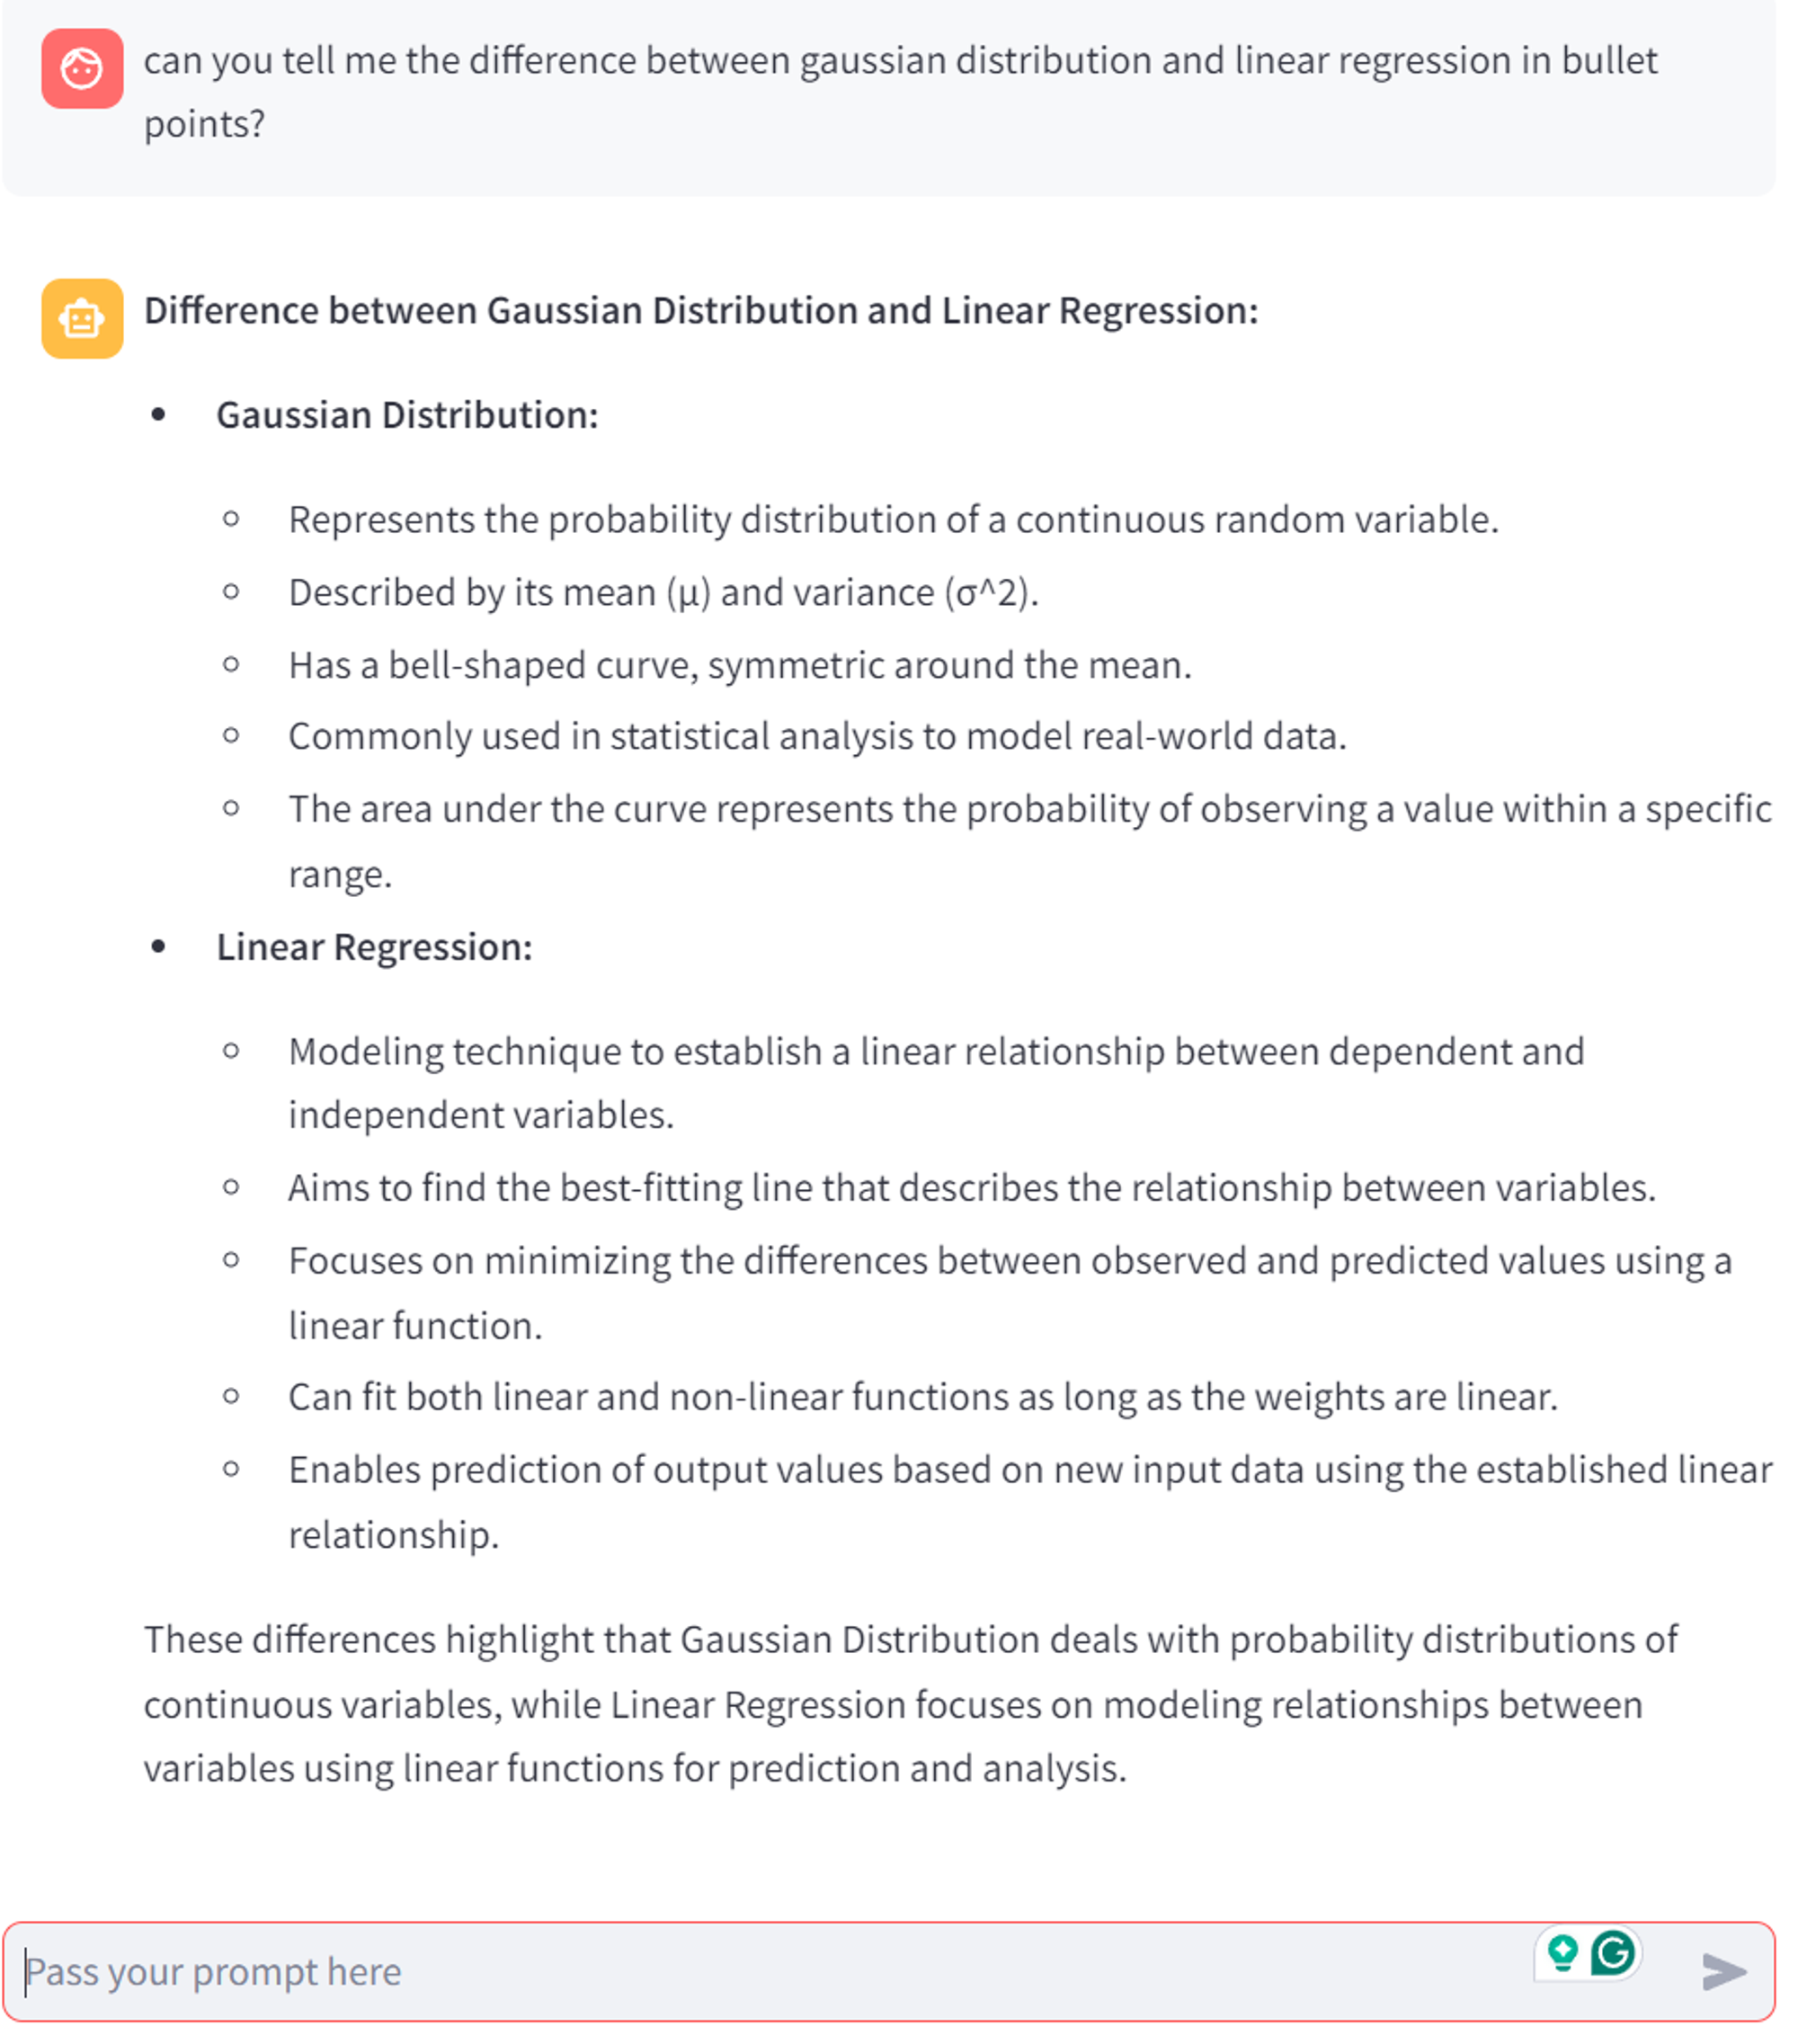 can you tell me the difference between gaussian distribution and linear regression in bullet
points?
Difference between Gaussian Distribution and Linear Regression:
Gaussian Distribution:
Represents the probability distribution of a continuous random variable.
Described by its mean (μ) and variance (σ^2).
Has a bell-shaped curve, symmetric around the mean.
Commonly used in statistical analysis to model real-world data.
The area under the curve represents the probability of observing a value within a specific
range.
Linear Regression:
Modeling technique to establish a linear relationship between dependent and
independent variables.
Aims to find the best-fitting line that describes the relationship between variables.
Focuses on minimizing the differences between observed and predicted values using a
linear function.
Can fit both linear and non-linear functions as long as the weights are linear.
Enables prediction of output values based on new input data using the established linear
relationship.
These differences highlight that Gaussian Distribution deals with probability distributions of
continuous variables, while Linear Regression focuses on modeling relationships between
variables using linear functions for prediction and analysis.
Pass your prompt here